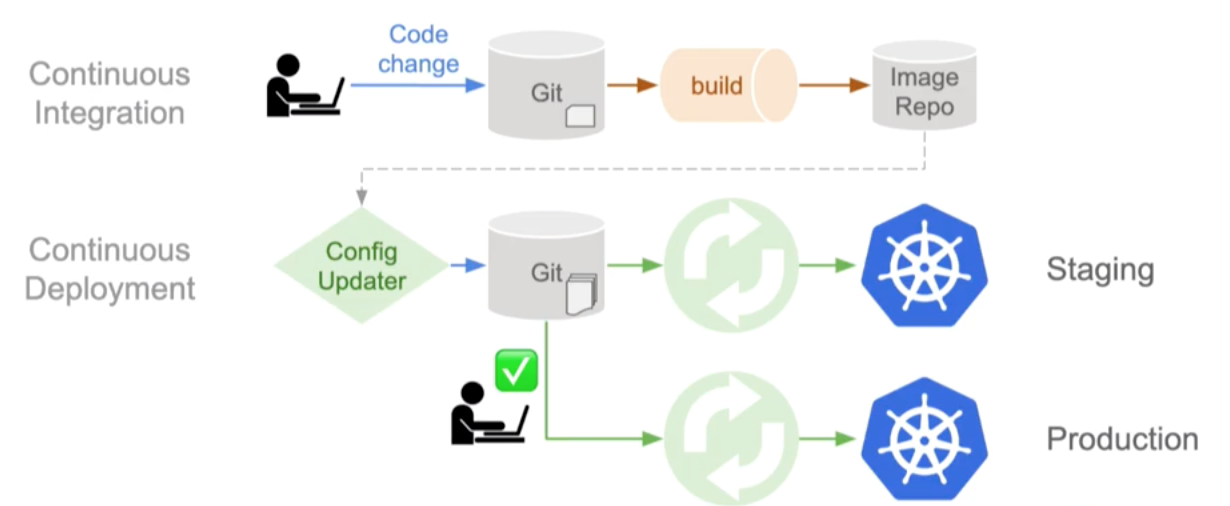 Continuous
Integration
Code
change
Git
build
Image
Repo
Continuous
Deployment
Config
Updater
Git
Staging
Production